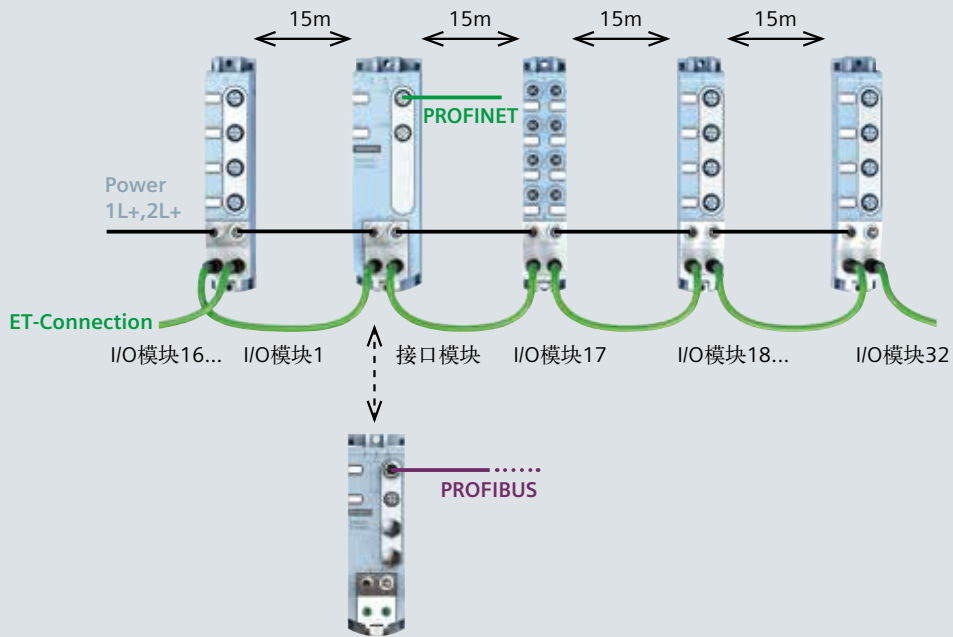 15m
15m
15m
15m
PROFINET
Power
1L+,2L+
ET-Connection
I/O模块16...
I/O模块1
接口模块
I/O模块17
I/O模块18...
I/O模块32
PROFIBUS